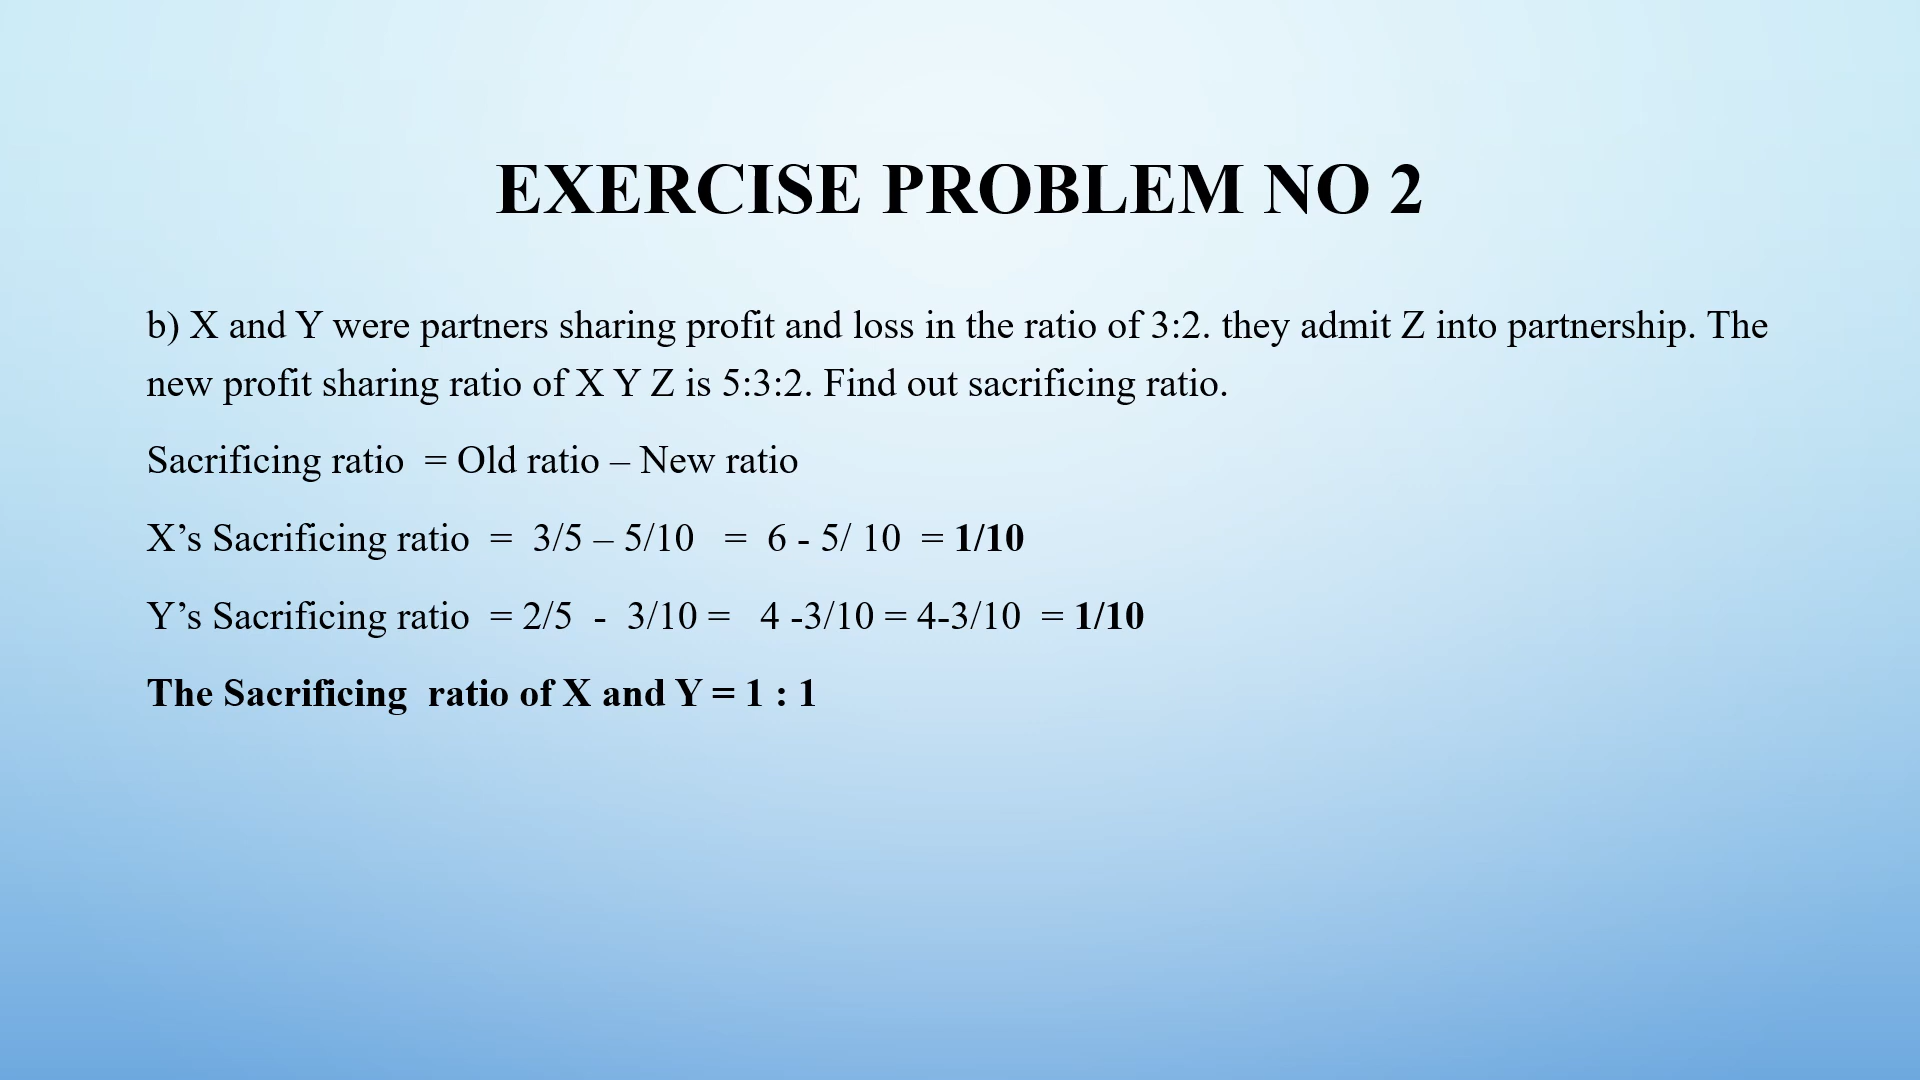 EXERCISE PROBLEM NO 2
b) X and Y were partners sharing profit and loss in the ratio of 3:2. they admit Z into partnership. The
new profit sharing ratio of X Y Z is 5:3:2. Find out sacrificing ratio.
Sacrificing ratio  = Old ratio – New ratio
X’s Sacrificing ratio  =  3/5 – 5/10   =  6 - 5/ 10  = 1/10
Y’s Sacrificing ratio  = 2/5  -  3/10 =   4 -3/10 = 4-3/10  = 1/10
The Sacrificing  ratio of X and Y = 1 : 1